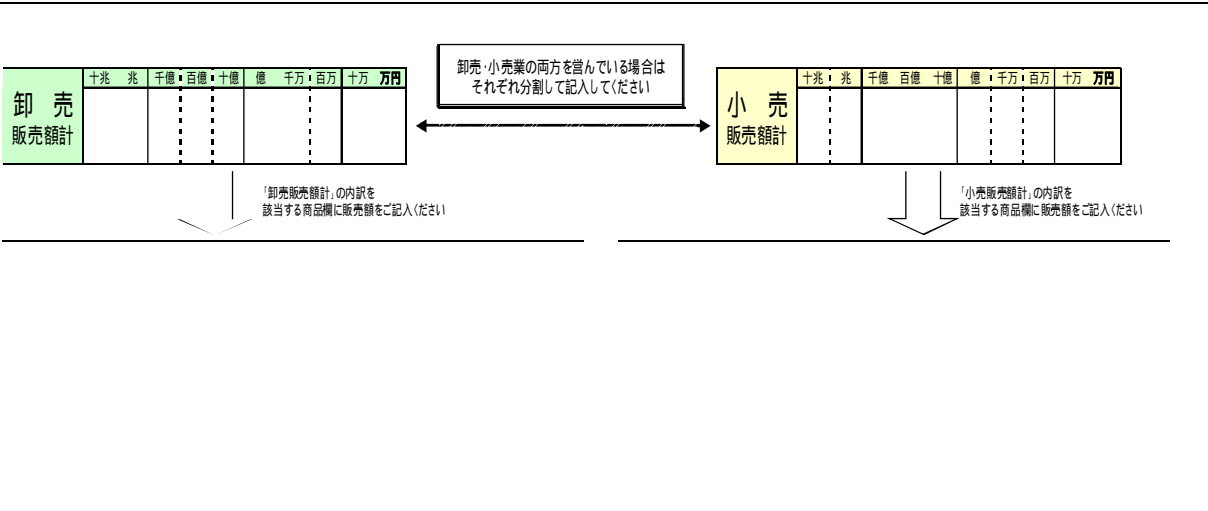 卸売・小売業の両方を営んでいる場合は
それぞれ分割して記入してください
十兆 兆 千億 百億 十億 億 千万 百万 十万 万円
卸 売
販売額計
十兆 兆 千億 百億 十億 億 千万 百万 十万 万円
小 売
販売額計
「卸売販売額計」の内訳を
該当する商品欄に販売額をご記入ください
「小売販売額計」の内訳を
該当する商品欄に販売額をご記入ください